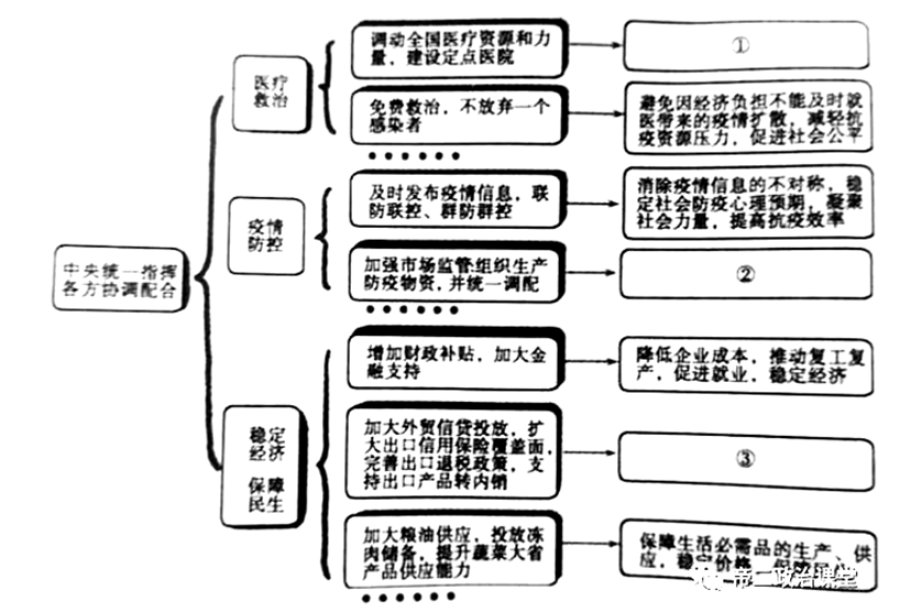 中央统一指挥
各方协调配合
医疗
救治
调动全国医疗资源和力
量，建设定点医院
①
免费救治，不放弃一个
感染者
避免因经济负担不能及时就
医带来的疫情扩散，减轻抗
疫资源压力，促进社会公平
••••••
疫情
防控
及时发布疫情信息，联
防联控、群防群控
消除疫情信息的不对称，稳
定社会防疫心理预期，凝聚
社会力量，提高抗疫效率
加强市场监管组织生产
防疫物资，并统一调配
②
••••••
稳定
经济
保障
民生
增加财政补贴，加大金
融支持
降低企业成本，推动复工复
产，促进就业，稳定经济
加大外贸信贷投放，扩
大出口信用保险覆盖面，
完善出口退税政策，支
持出口产品转内销
③
加大粮油供应，投放冻
肉储备，提升蔬菜大省
产品供应能力
保障生活必需品的生产、供
应，稳定价格，保障民生
••••••
政治课堂